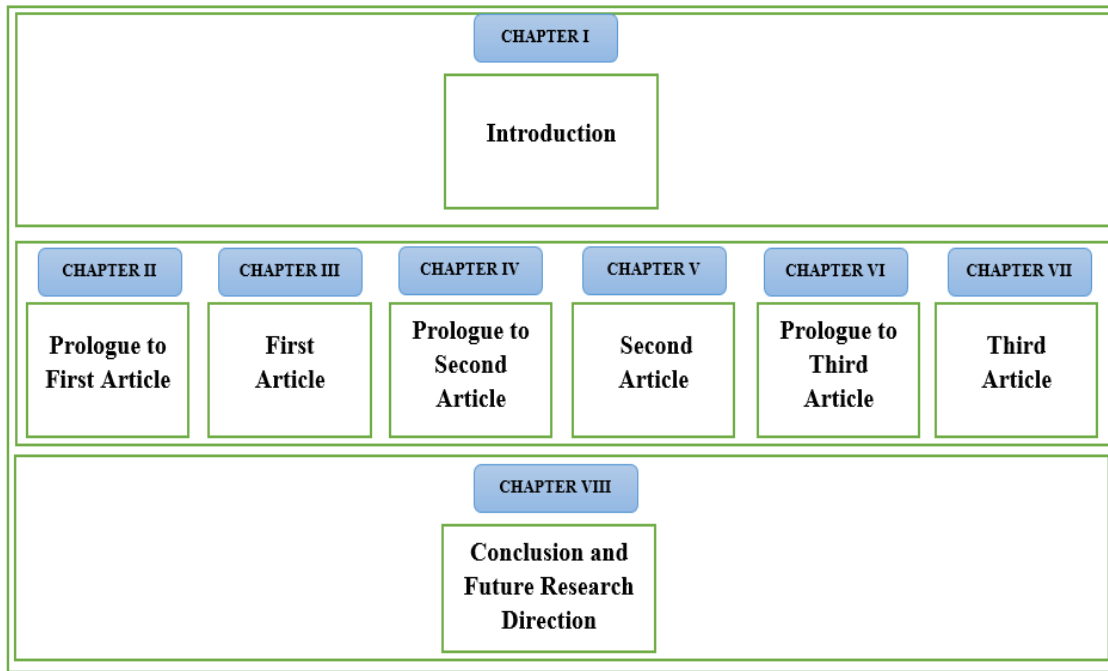 CHAPTER I
Introduction
CHAPTER II
Prologue to
First Article
CHAPTER III
First
Article
CHAPTER IV
Prologue to
Second
Article
CHAPTER V
Second
Article
CHAPTER VI
Prologue to
Third
Article
CHAPTER VII
Third
Article
CHAPTER VIII
Conclusion and
Future Research
Direction